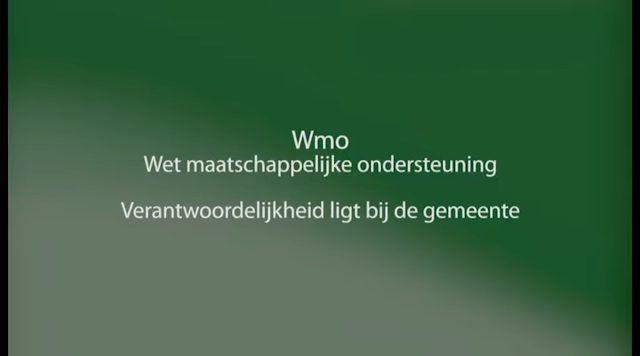 Wmo
Wet maatschappelijke ondersteuning
Verantwoordelijkheid ligt bij de gemeente